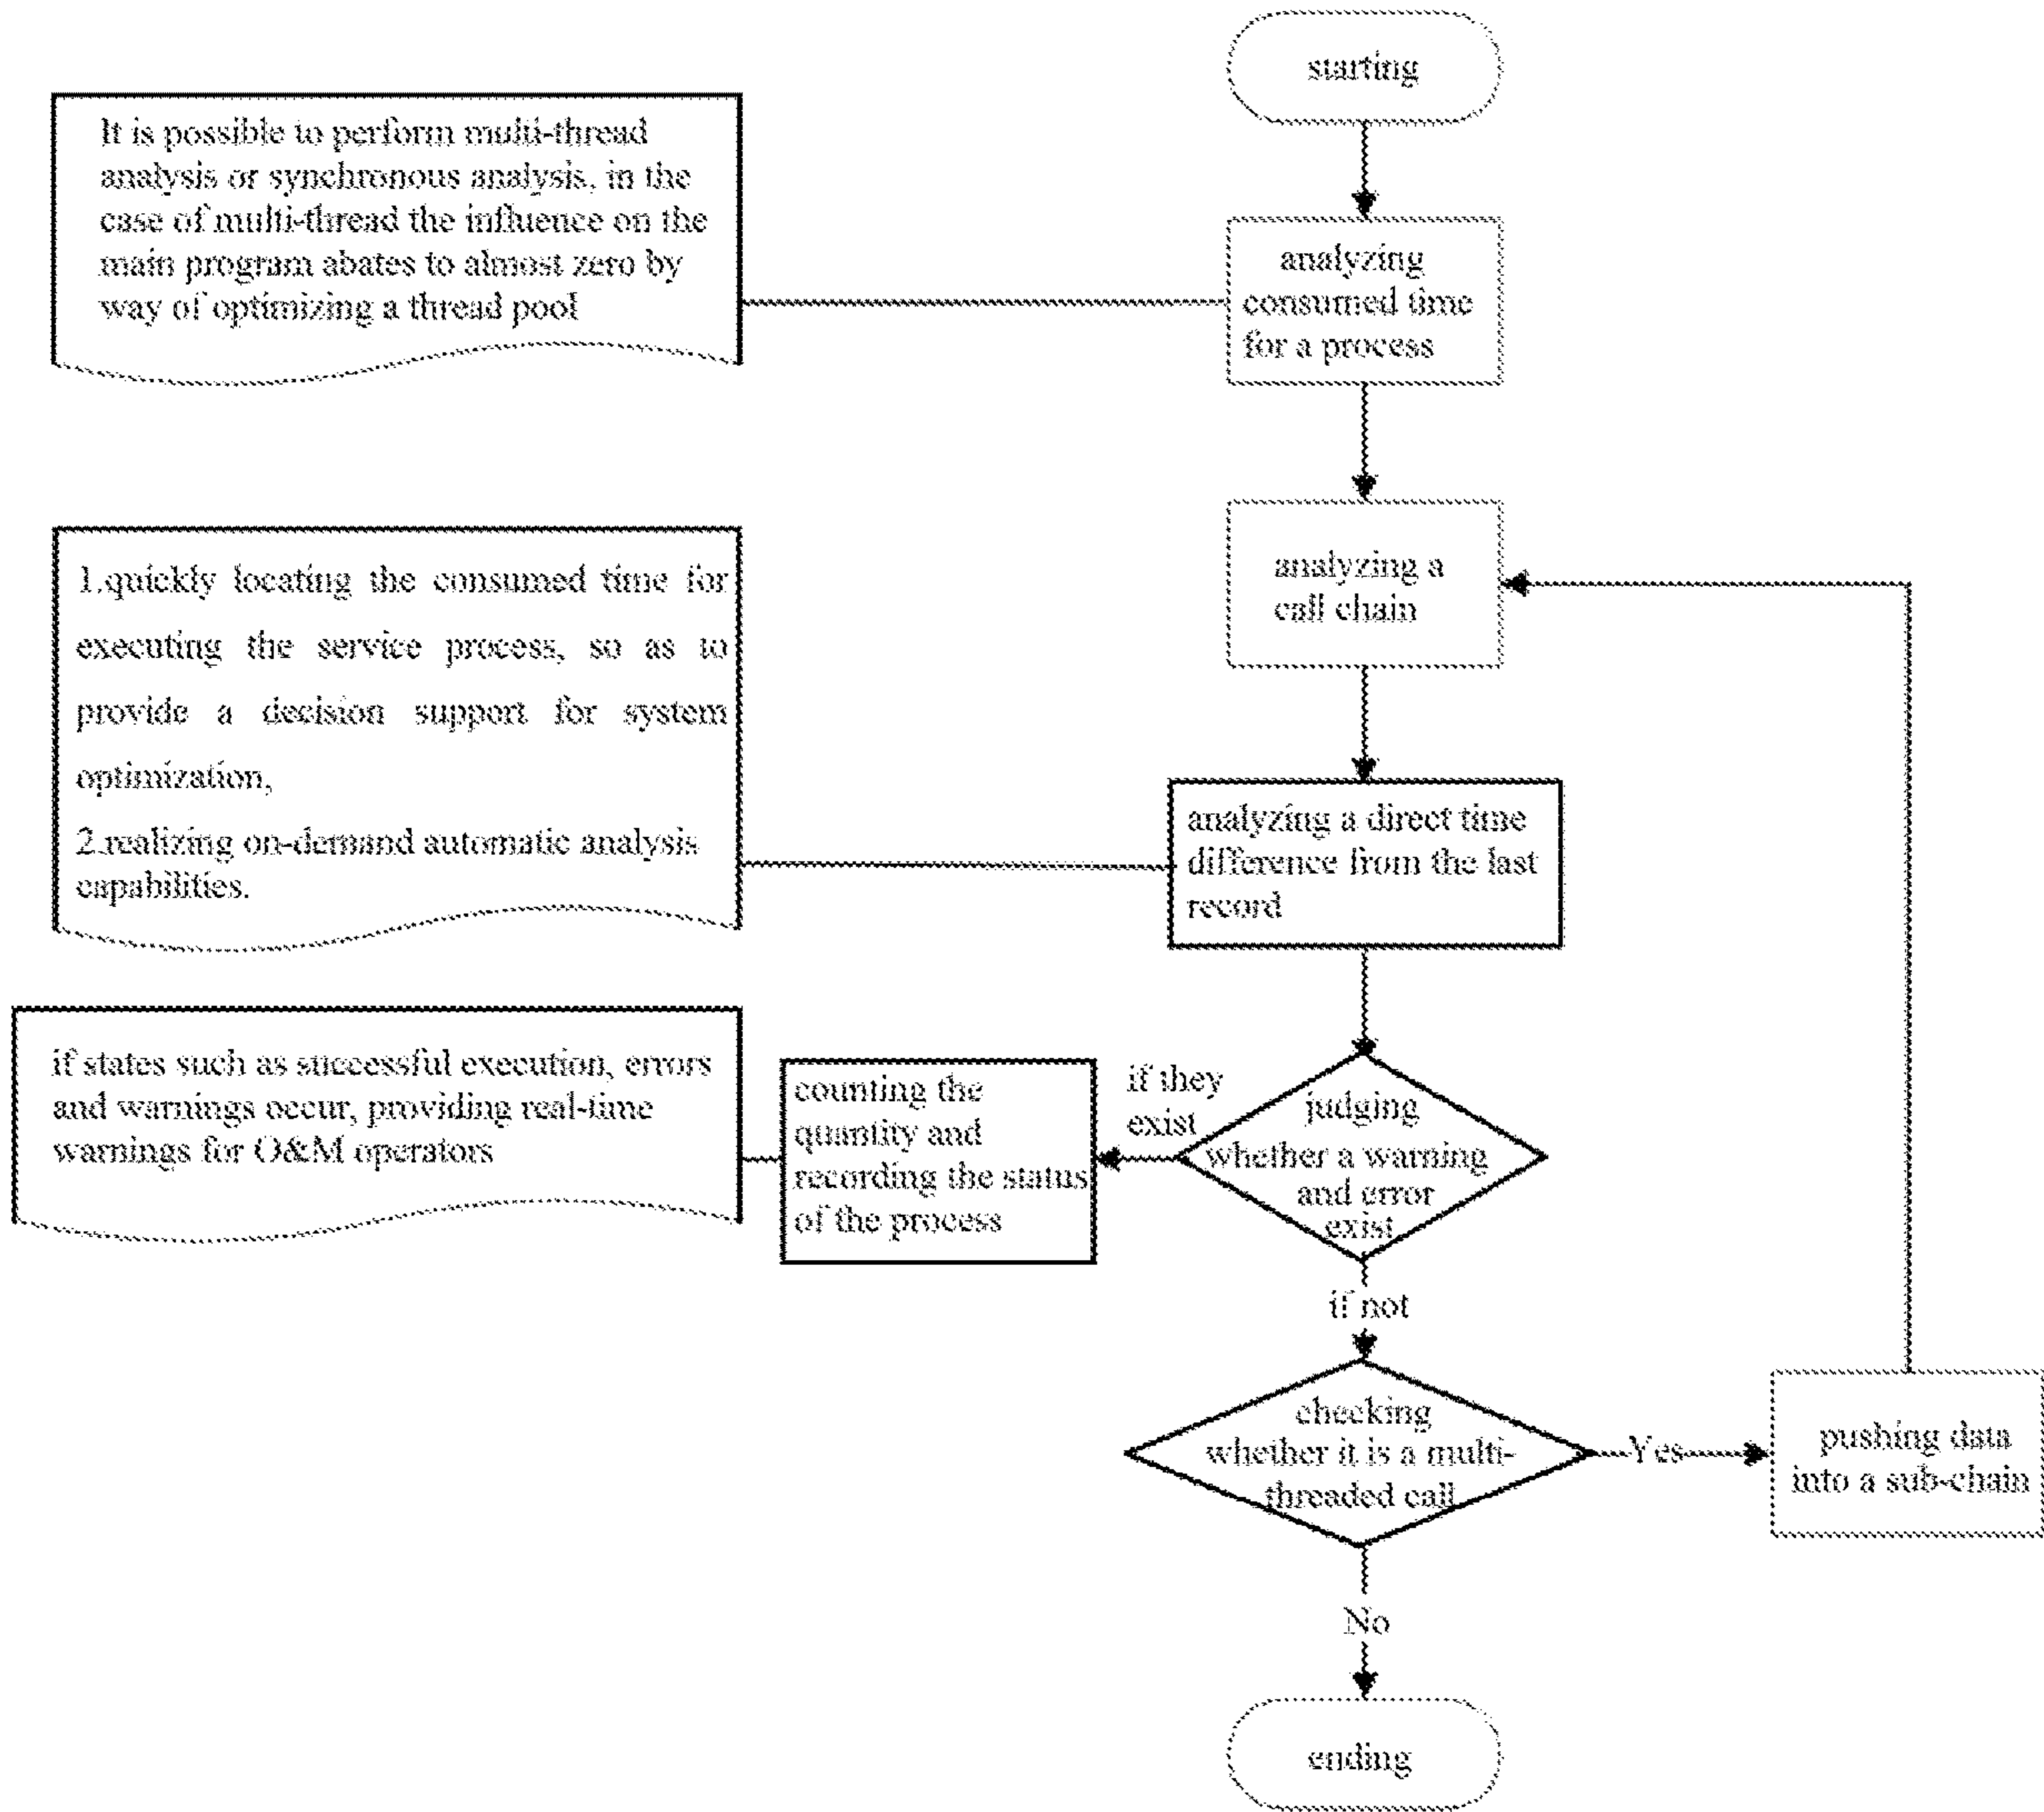 starting
It is possible to perform multi-thread
analysis or synchronous analysis, in the
case of multi-thread the influence on the
main program abates to almost zero by
way of optimizing a thread pool
analyzing
consumed time
for a process
analyzing a
call chain
1.quickly locating the consumed time for
executing the service process, so as to
provide a decision support for system
optimization,
2.realizing on-demand automatic analysis
capabilities.
analyzing a direct time
difference from the last
record
if states such as successful execution, errors
and warnings occur, providing real-time
warnings for O&M operators
counting the
quantity and
recording the status
of the process
if they
exist
judging
whether a warning
and error
exist
if not
checking
whether it is a multi-
threaded call
Yes
pushing data
into a sub-chain
No
ending